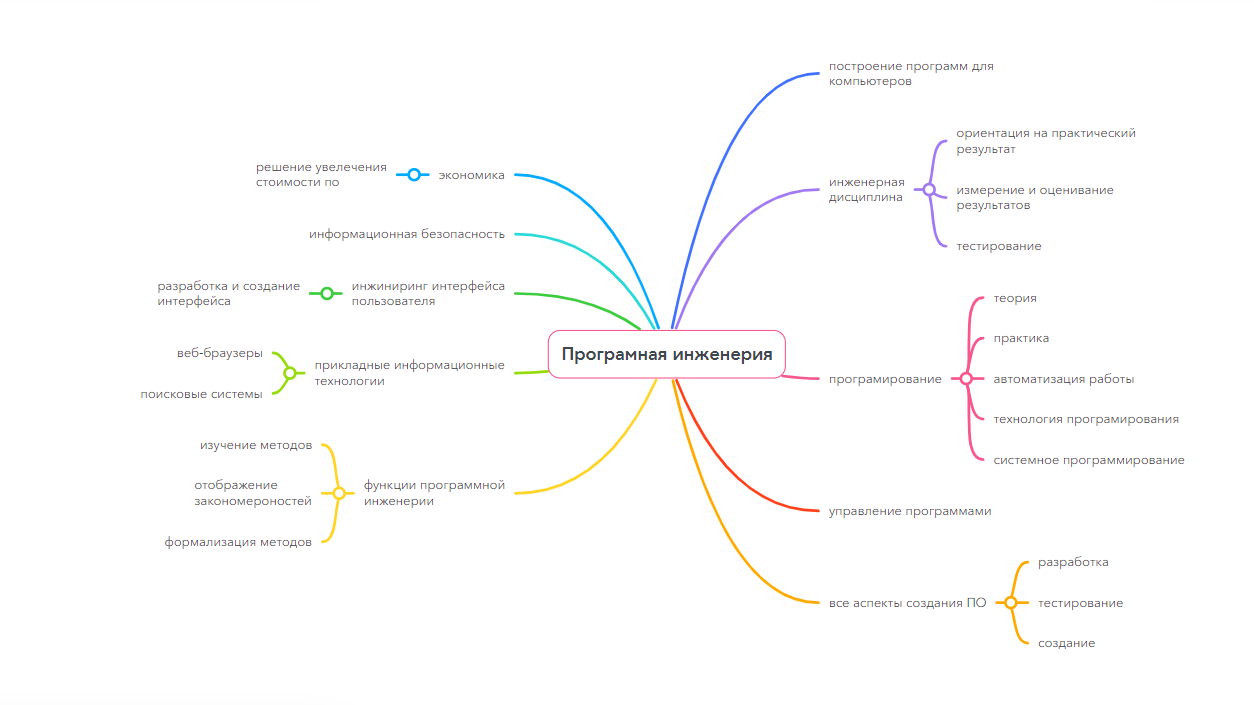 построение программ для
компьютеров
ориентация на практический
результат
инженерная
дисциплина
измерение и оценивание
результатов
тестирование
решение увелечения
стоимости по
экономика
информационная безопасность
разработка и создание
интерфейса
инжиниринг интерфейса
пользователя
веб-браузеры
поисковые системы
прикладные информационные
технологии
Програмная инженерия
теория
практика
програмирование
автоматизация работы
технология програмирования
системное программирование
изучение методов
отображение
закономероностей
формализация методов
функции программной
инженерии
управление программами
все аспекты создания ПО
разработка
тестирование
создание